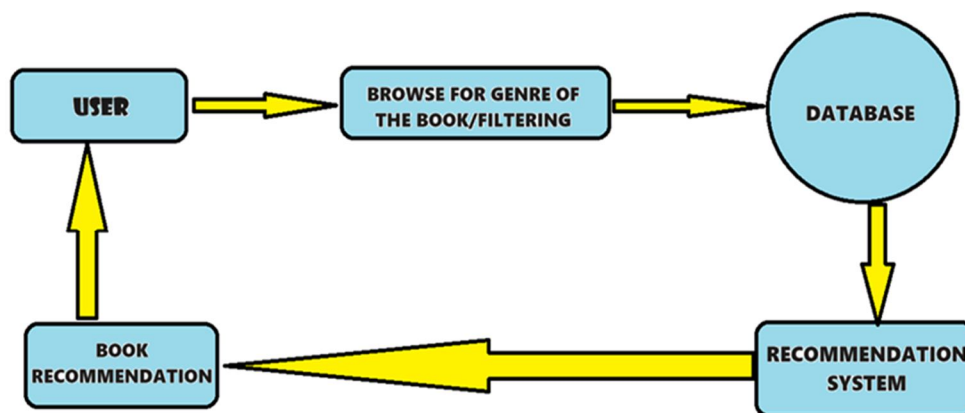 USER
BROWSE FOR GENRE OF
THE BOOK/FILTERING
DATABASE
BOOK
RECOMMENDATION
RECOMMENDATION
SYSTEM